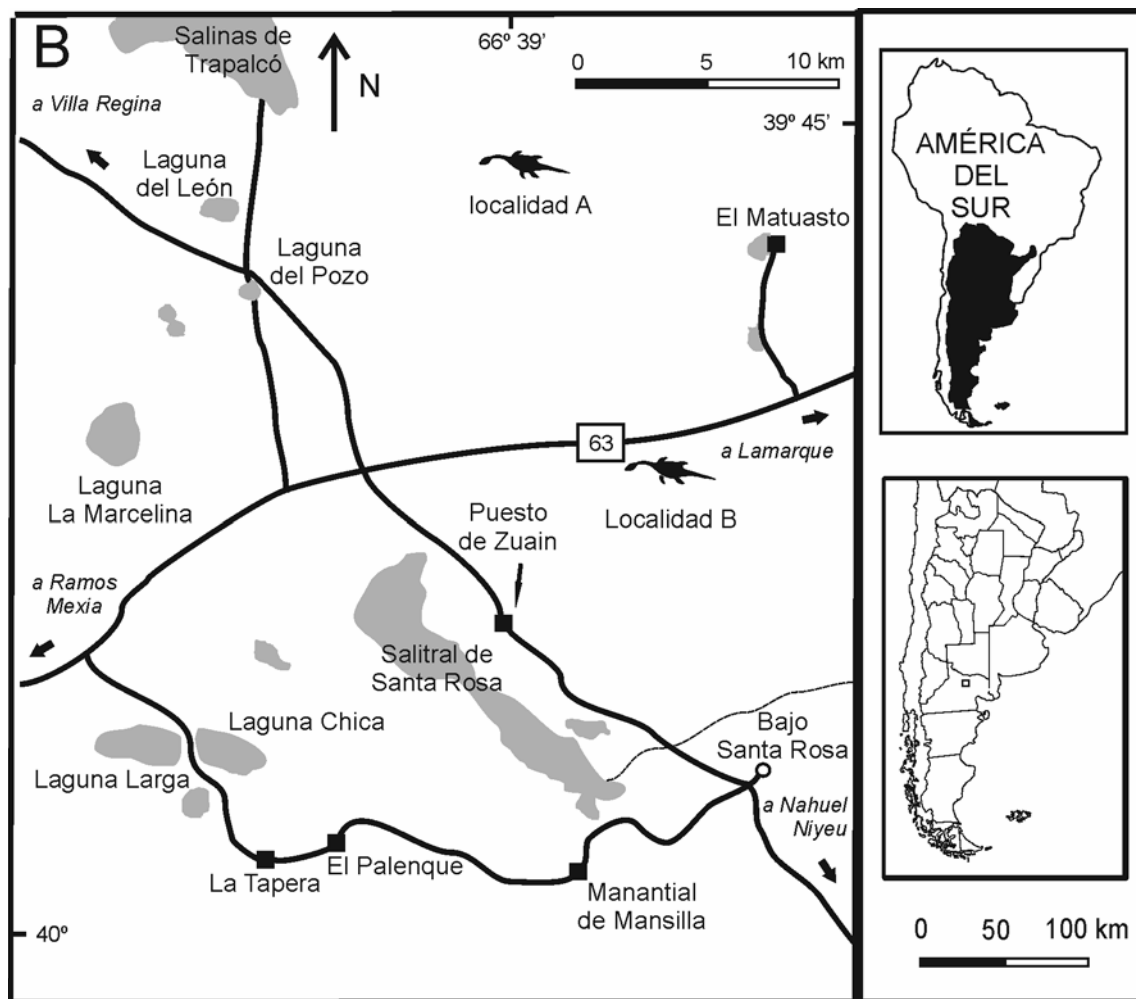 B
Salinas de
Trapalcó
N
66º 39’
0 5 10 km
39º 45’
a Villa Regina
Laguna
del León
localidad A
El Matuasto
Laguna
del Pozo
63
a Lamarque
Laguna
La Marcelina
Localidad B
Puesto
de Zuain
a Ramos
Mexia
Salitral de
Santa Rosa
Laguna Chica
Bajo
Santa Rosa
Laguna Larga
a Nahuel
Niyeu
La Tapera
El Palenque
Manantial
de Mansilla
40º
AMÉRICA
DEL
SUR
0 50 100 km